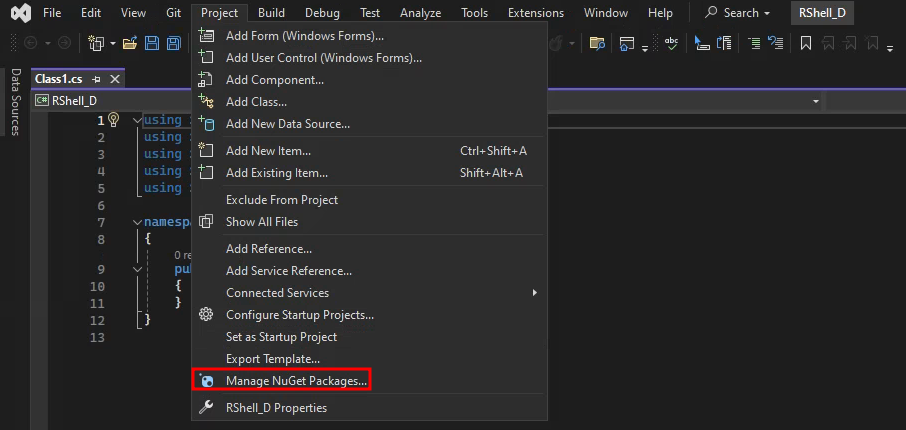 File Edit View Git Project Build Debug Test Analyze Tools Extensions Window Help Search RShell_D
Data Sources
Class1.cs
C# RShell_D
Add Form (Windows Forms)...
Add User Control (Windows Forms)...
Add Component...
Add Class...
Add New Data Source...
Add New Item... Ctrl+Shift+A
Add Existing Item... Shift+Alt+A
Exclude From Project
Show All Files
Add Reference...
Add Service Reference...
Connected Services
Configure Startup Projects...
Set as Startup Project
Export Template...
Manage NuGet Packages...
RShell_D Properties
1 using
2 using
3 using
4 using
5 using
6
7 namespa
8 {
0 re
9 pu
10 {
11 }
12 }
13
abc